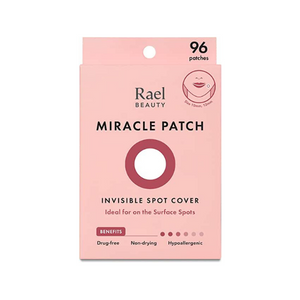 96
patches
Rael
BEAUTY
MIRACLE PATCH
INVISIBLE SPOT COVER
Ideal for on the Surface Spots
BENEFITS
Drug-free Non-drying Hypoallergenic